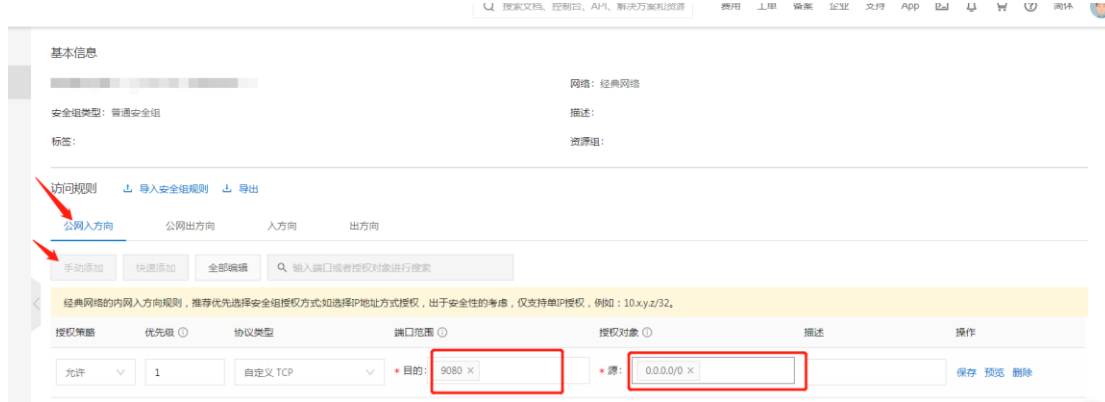 搜索文档、控制台、API、解决方案和资源 费用 工单 备案 企业 支持 App 简体
基本信息
网络：经典网络
安全组类型：普通安全组 描述：
标签： 资源组：
访问规则 导入安全组规则 导出
公网入方向 公网出方向 入方向 出方向
手动添加 快速添加 全部编辑 输入端口或者授权对象进行搜索
经典网络的内网入方向规则，推荐优先选择安全组授权方式;如选择IP地址方式授权，出于安全性的考虑，仅支持单IP授权，例如：10.x.y.z/32。
授权策略 优先级 协议类型 端口范围 授权对象 描述 操作
允许 1 自定义 TCP * 目的： 9080 × * 源： 0.0.0.0/0 × 保存 预览 删除